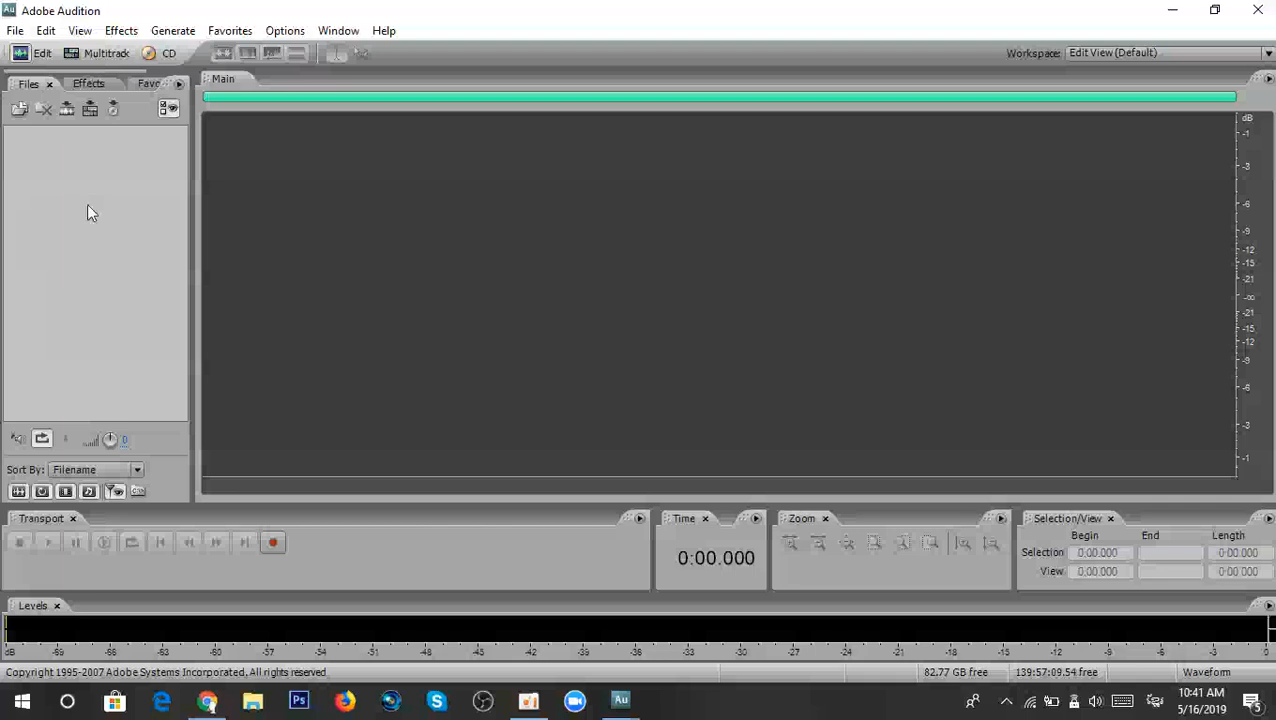 Au Adobe Audition
File Edit View Effects Generate Favorites Options Window Help
Edit Multitrack CD Workspace: Edit View (Default)
Files Effects Favo Main
dB
-1
-3
-6
-9
-12
-15
-21
-∞
-21
-15
-12
-9
-6
-3
-1
0
Sort By: Filename
Transport Time Zoom Selection/View
Begin End Length
Selection 0:00.000 0:00.000
View 0:00.000 0:00.000
0:00.000
Levels
dB -69 -66 -63 -60 -57 -54 -51 -48 -45 -42 -39 -36 -33 -30 -27 -24 -21 -18 -15 -12 -9 -6 -3 0
Copyright 1995-2007 Adobe Systems Incorporated, All rights reserved 82.77 GB free 139:57:09.54 free Waveform
Ps Au
10:41 AM
5/16/2019
5